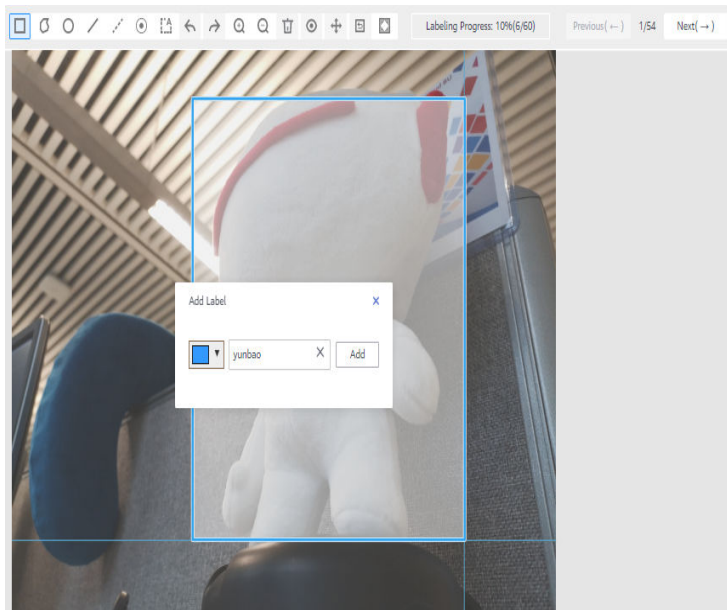 Labeling Progress: 10%(6/60)
Previous( ← )
1/54
Next( → )
Add Label
yunbao
Add